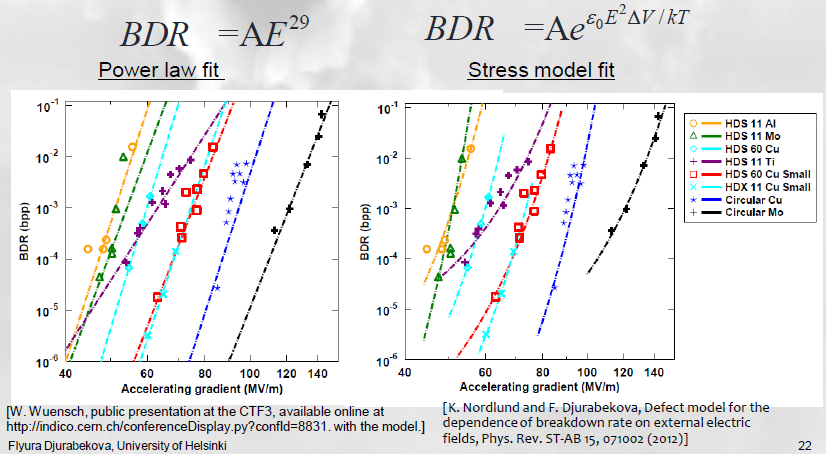 BDR =AE^29
BDR =Ae^ε₀E²ΔV/kT
Power law fit
Stress model fit
BDR (bpp)
10^-1
10^-2
10^-3
10^-4
10^-5
10^-6
40 60 80 100 120 140
Accelerating gradient (MV/m)
BDR (bpp)
10^-1
10^-2
10^-3
10^-4
10^-5
10^-6
40 60 80 100 120 140
Accelerating gradient (MV/m)
HDS 11 Al
HDS 11 Mo
HDS 60 Cu
HDS 11 Ti
HDS 60 Cu Small
HDX 11 Cu Small
Circular Cu
Circular Mo
[W. Wuensch, public presentation at the CTF3, available online at
http://indico.cern.ch/conferenceDisplay.py?confId=8831. with the model.]
[K. Nordlund and F. Djurabekova, Defect model for the
dependence of breakdown rate on external electric
fields, Phys. Rev. ST-AB 15, 071002 (2012)]
Flyura Djurabekova, University of Helsinki
22